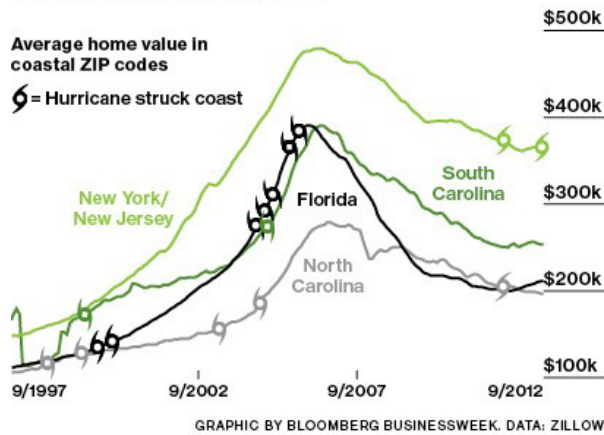 Average home value in
coastal ZIP codes
= Hurricane struck coast
$500k
$400k
$300k
$200k
$100k
New York/
New Jersey
Florida
South
Carolina
North
Carolina
9/1997
9/2002
9/2007
9/2012
GRAPHIC BY BLOOMBERG BUSINESSWEEK. DATA: ZILLOW